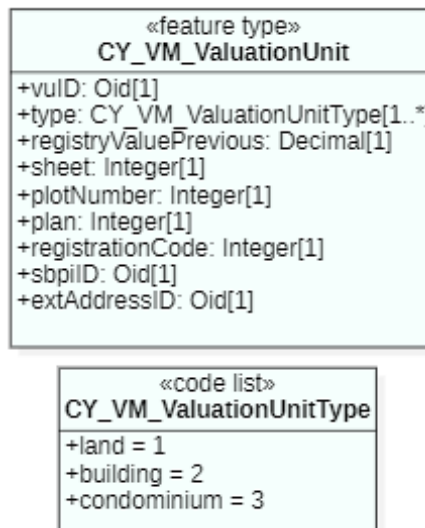 «feature type»
CY_VM_ValuationUnit
+vuID: Oid[1]
+type: CY_VM_ValuationUnitType[1..*
+registryValuePrevious: Decimal[1]
+sheet: Integer[1]
+plotNumber: Integer[1]
+plan: Integer[1]
+registrationCode: Integer[1]
+sbpiID: Oid[1]
+extAddressID: Oid[1]
«code list»
CY_VM_ValuationUnitType
+land = 1
+building = 2
+condominium = 3